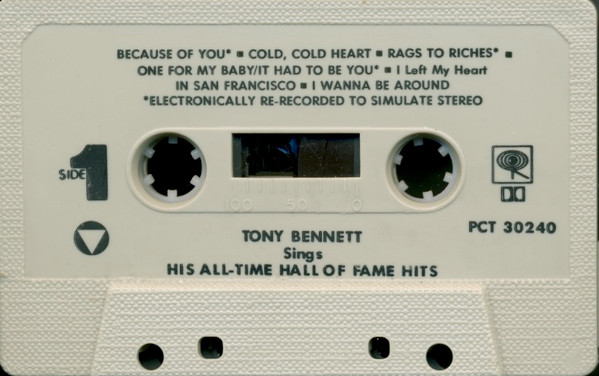 BECAUSE OF YOU* ▪ COLD, COLD HEART ▪ RAGS TO RICHES* ▪
ONE FOR MY BABY/IT HAD TO BE YOU* ▪ I Left My Heart
IN SAN FRANCISCO ▪ I WANNA BE AROUND
*ELECTRONICALLY RE-RECORDED TO SIMULATE STEREO
SIDE 1
100 50 0
PCT 30240
TONY BENNETT
Sings
HIS ALL-TIME HALL OF FAME HITS